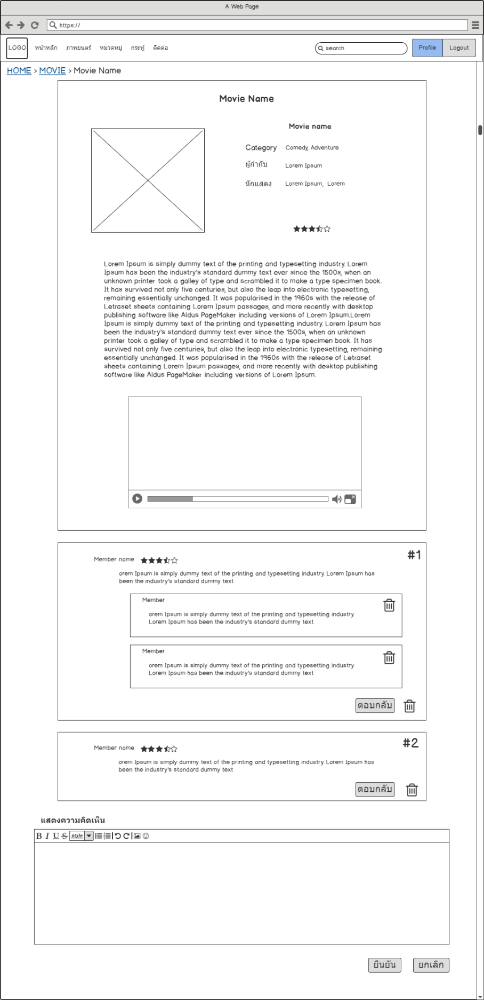 A Web Page
https://
LOGO หน้าหลัก ภาพยนตร์ หมวดหมู่ กระทู้ ติดต่อ search Profile Logout
HOME > MOVIE > Movie Name
Movie Name
Movie name
Category Comedy, Adventure
ผู้กำกับ Lorem Ipsum
นักแสดง Lorem Ipsum, Lorem
Lorem Ipsum is simply dummy text of the printing and typesetting industry. Lorem
Ipsum has been the industry's standard dummy text ever since the 1500s, when an
unknown printer took a galley of type and scrambled it to make a type specimen book.
It has survived not only five centuries, but also the leap into electronic typesetting,
remaining essentially unchanged. It was popularised in the 1960s with the release of
Letraset sheets containing Lorem Ipsum passages, and more recently with desktop
publishing software like Aldus PageMaker including versions of Lorem Ipsum.Lorem
Ipsum is simply dummy text of the printing and typesetting industry. Lorem Ipsum has
been the industry's standard dummy text ever since the 1500s, when an unknown
printer took a galley of type and scrambled it to make a type specimen book. It has
survived not only five centuries, but also the leap into electronic typesetting, remaining
essentially unchanged. It was popularised in the 1960s with the release of Letraset
sheets containing Lorem Ipsum passages, and more recently with desktop publishing
software like Aldus PageMaker including versions of Lorem Ipsum.
#1
Member name
orem Ipsum is simply dummy text of the printing and typesetting industry. Lorem Ipsum has
been the industry's standard dummy text
Member
orem Ipsum is simply dummy text of the printing and typesetting industry.
Lorem Ipsum has been the industry's standard dummy text
Member
orem Ipsum is simply dummy text of the printing and typesetting industry.
Lorem Ipsum has been the industry's standard dummy text
ตอบกลับ
#2
Member name
orem Ipsum is simply dummy text of the printing and typesetting industry. Lorem Ipsum has
been the industry's standard dummy text
ตอบกลับ
แสดงความคิดเห็น
B I U S style
ยืนยัน ยกเลิก